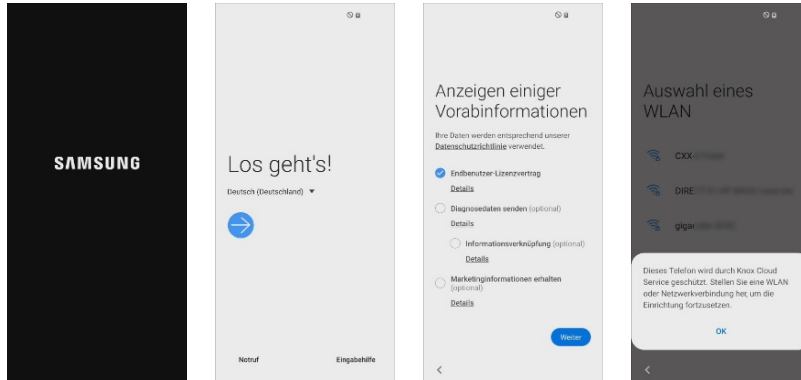 SAMSUNG
Los geht's!
Deutsch (Deutschland)
Notruf
Eingabehilfe
Anzeigen einiger
Vorabinformationen
Ihre Daten werden entsprechend unserer
Datenschutzrichtlinie verwendet.
Endbenutzer-Lizenzvertrag
Details
Diagnosedaten senden (optional)
Details
Informationsverknüpfung (optional)
Details
Marketinginformationen erhalten
(optional)
Details
Weiter
Auswahl eines
WLAN
CXX
DIRE
gigar
Dieses Telefon wird durch Knox Cloud
Service geschützt. Stellen Sie eine WLAN
oder Netzwerkverbindung her, um die
Einrichtung fortzusetzen.
OK